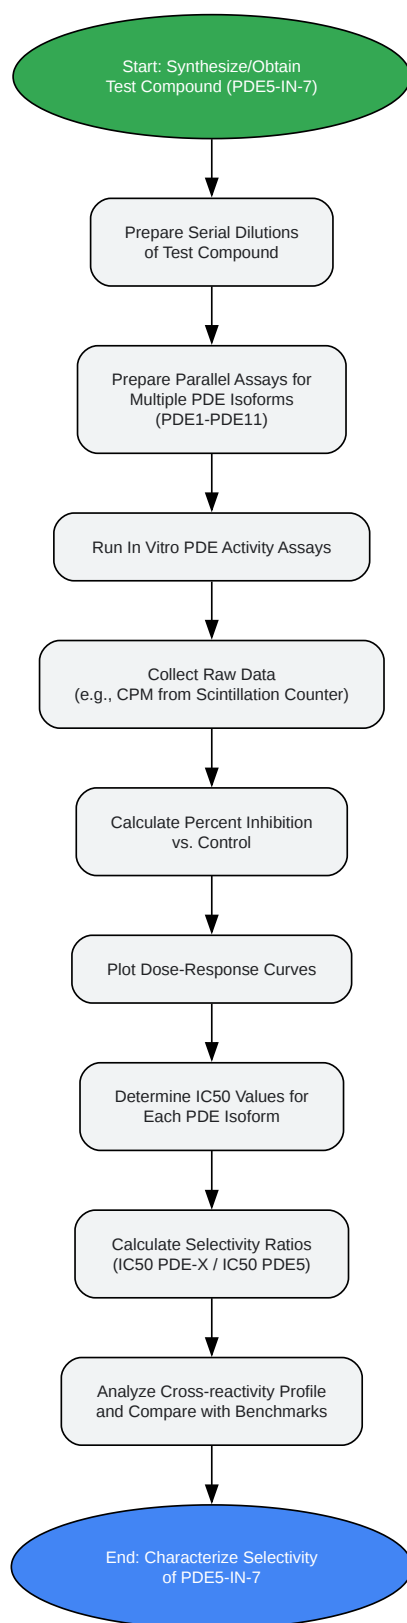 Start: Synthesize/Obtain
Test Compound (PDE5-IN-7)
Prepare Serial Dilutions
of Test Compound
Prepare Parallel Assays for
Multiple PDE Isoforms
(PDE1-PDE11)
Run In Vitro PDE Activity Assays
Collect Raw Data
(e.g., CPM from Scintillation Counter)
Calculate Percent Inhibition
vs. Control
Plot Dose-Response Curves
Determine IC50 Values for
Each PDE Isoform
Calculate Selectivity Ratios
(IC50 PDE-X / IC50 PDE5)
Analyze Cross-reactivity Profile
and Compare with Benchmarks
End: Characterize Selectivity
of PDE5-IN-7